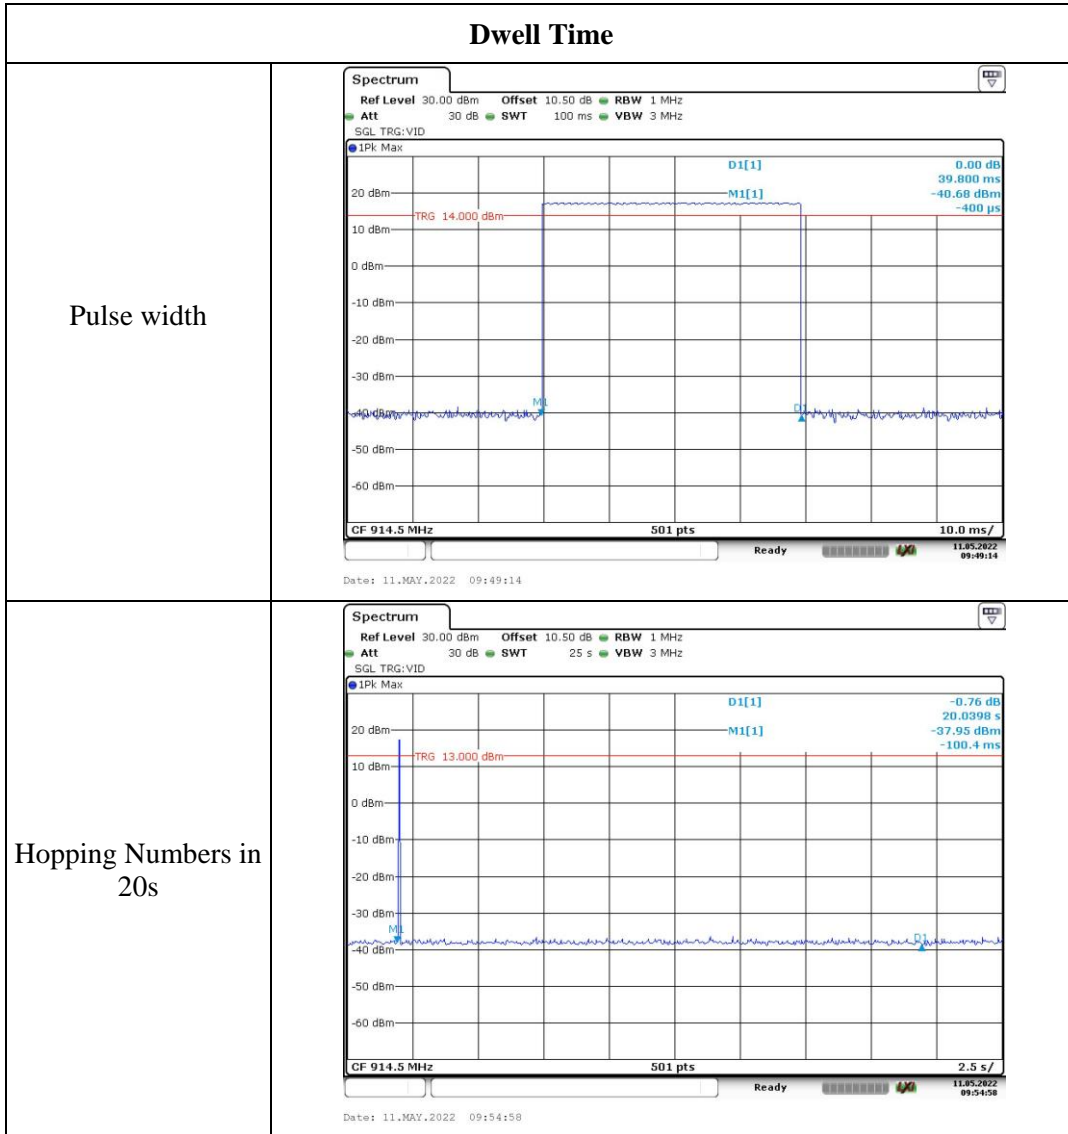 Dwell Time
Pulse width
Spectrum
Ref Level 30.00 dBm Offset 10.50 dB RBW 1 MHz
Att 30 dB SWT 100 ms VBW 3 MHz
SGL TRG:VID
1Pk Max
D1[1] 0.00 dB
39.800 ms
20 dBm
M1[1] -40.68 dBm
-400 µs
TRG 14.000 dBm
10 dBm
0 dBm
-10 dBm
-20 dBm
-30 dBm
M1
D1
-40 dBm
-50 dBm
-60 dBm
CF 914.5 MHz 501 pts 10.0 ms/
Ready LXI 11.05.2022
09:49:14
Date: 11.MAY.2022 09:49:14
Hopping Numbers in
20s
Spectrum
Ref Level 30.00 dBm Offset 10.50 dB RBW 1 MHz
Att 30 dB SWT 25 s VBW 3 MHz
SGL TRG:VID
1Pk Max
D1[1] -0.76 dB
20.0398 s
20 dBm
M1[1] -37.95 dBm
-100.4 ms
TRG 13.000 dBm
10 dBm
0 dBm
-10 dBm
-20 dBm
-30 dBm
M1
D1
-40 dBm
-50 dBm
-60 dBm
CF 914.5 MHz 501 pts 2.5 s/
Ready LXI 11.05.2022
09:54:58
Date: 11.MAY.2022 09:54:58